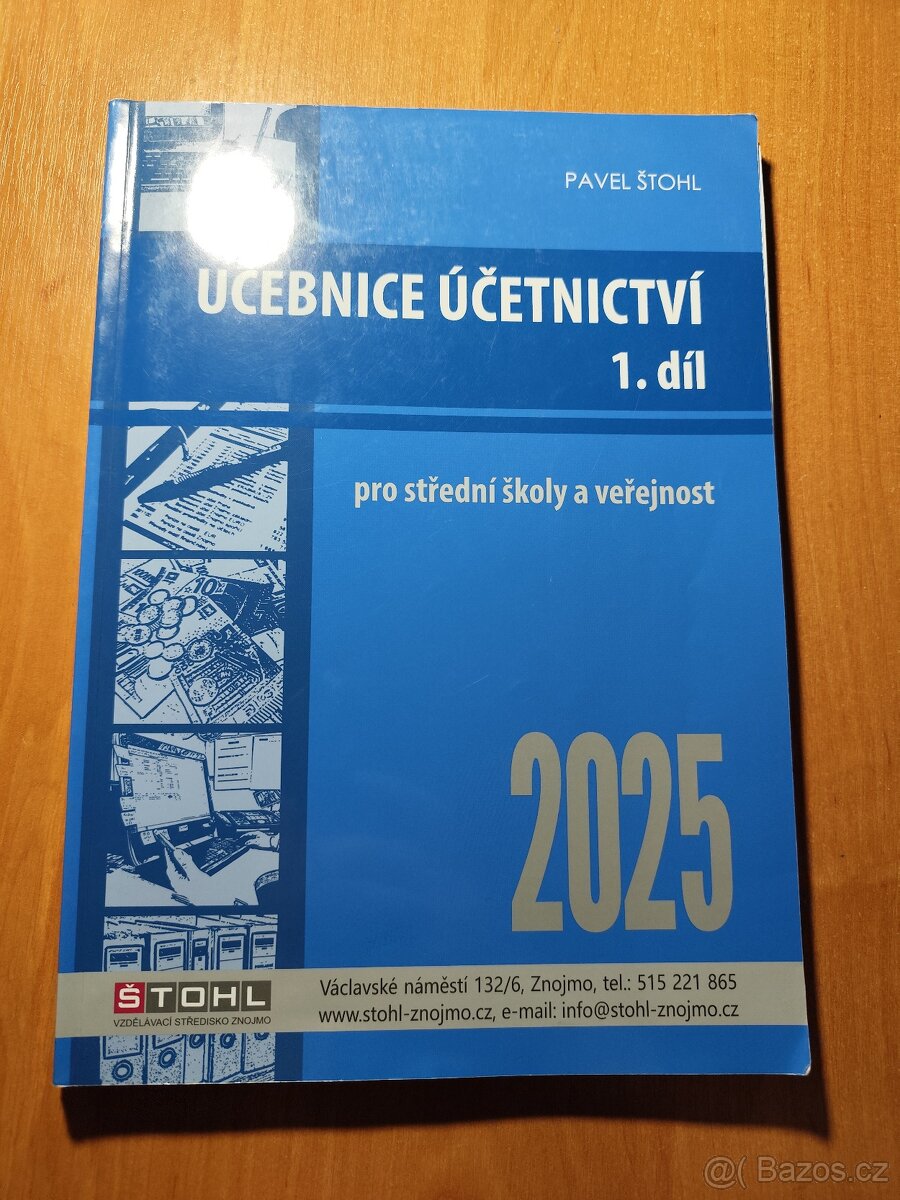 PAVEL ŠTOHL
UČEBNICE ÚČETNICTVÍ
1. díl
pro střední školy a veřejnost
2025
ŠTOHL
VZDĚLÁVACÍ STŘEDISKO ZNOJMO
Václavské náměstí 132/6, Znojmo, tel.: 515 221 865
www.stohl-znojmo.cz, e-mail: info@stohl-znojmo.cz
@( Bazos.cz